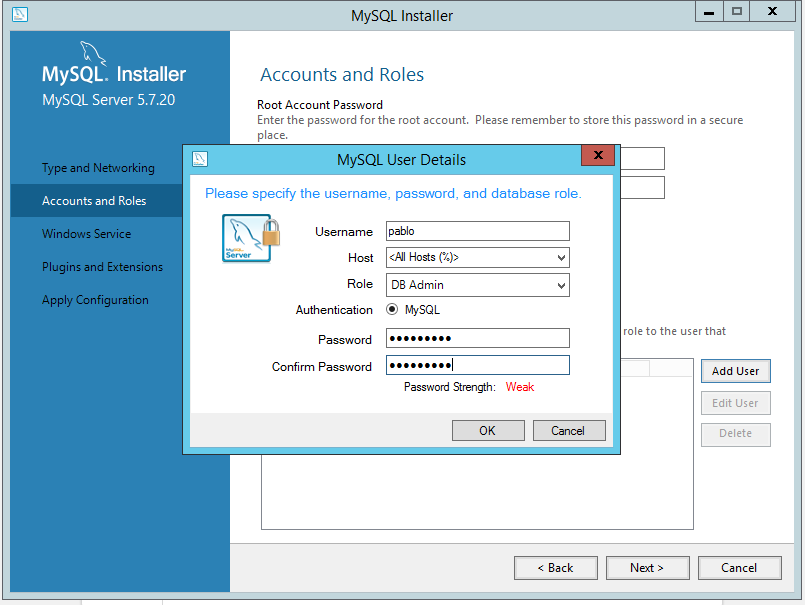 MySQL Installer
MySQL. Installer
MySQL Server 5.7.20
Type and Networking
Accounts and Roles
Windows Service
Plugins and Extensions
Apply Configuration
Accounts and Roles
Root Account Password
Enter the password for the root account. Please remember to store this password in a secure
place.
MySQL User Details
X
Please specify the username, password, and database role.
MySQL
Server
Username pablo
Host <All Hosts (%)>
Role DB Admin
Authentication MySQL
Password ●●●●●●●●●
Confirm Password ●●●●●●●●●
Password Strength: Weak
OK Cancel
role to the user that
Add User
Edit User
Delete
< Back Next > Cancel